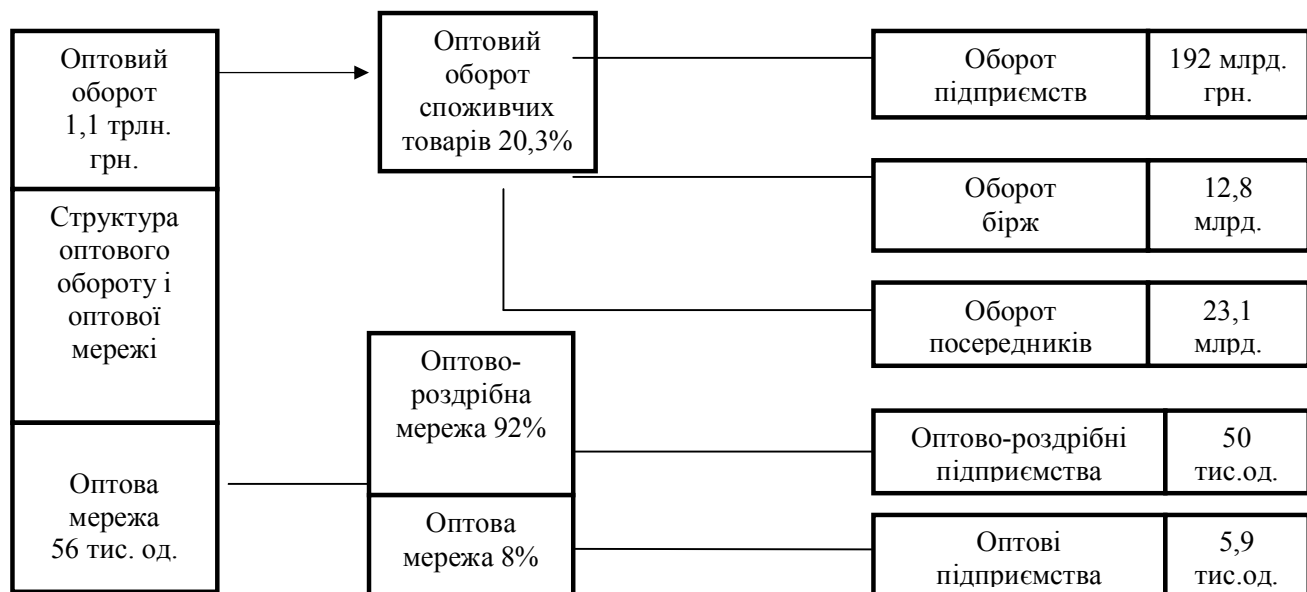 Оптовий
оборот
1,1 трлн.
грн.
Структура
оптового
обороту і
оптової
мережі
Оптова
мережа
56 тис. од.
Оптовий
оборот
споживчих
товарів 20,3%
Оптово-
роздрібна
мережа 92%
Оптова
мережа 8%
Оборот
підприємств
192 млрд.
грн.
Оборот
бірж
12,8
млрд.
Оборот
посередників
23,1
млрд.
Оптово-роздрібні
підприємства
50
тис.од.
Оптові
підприємства
5,9
тис.од.